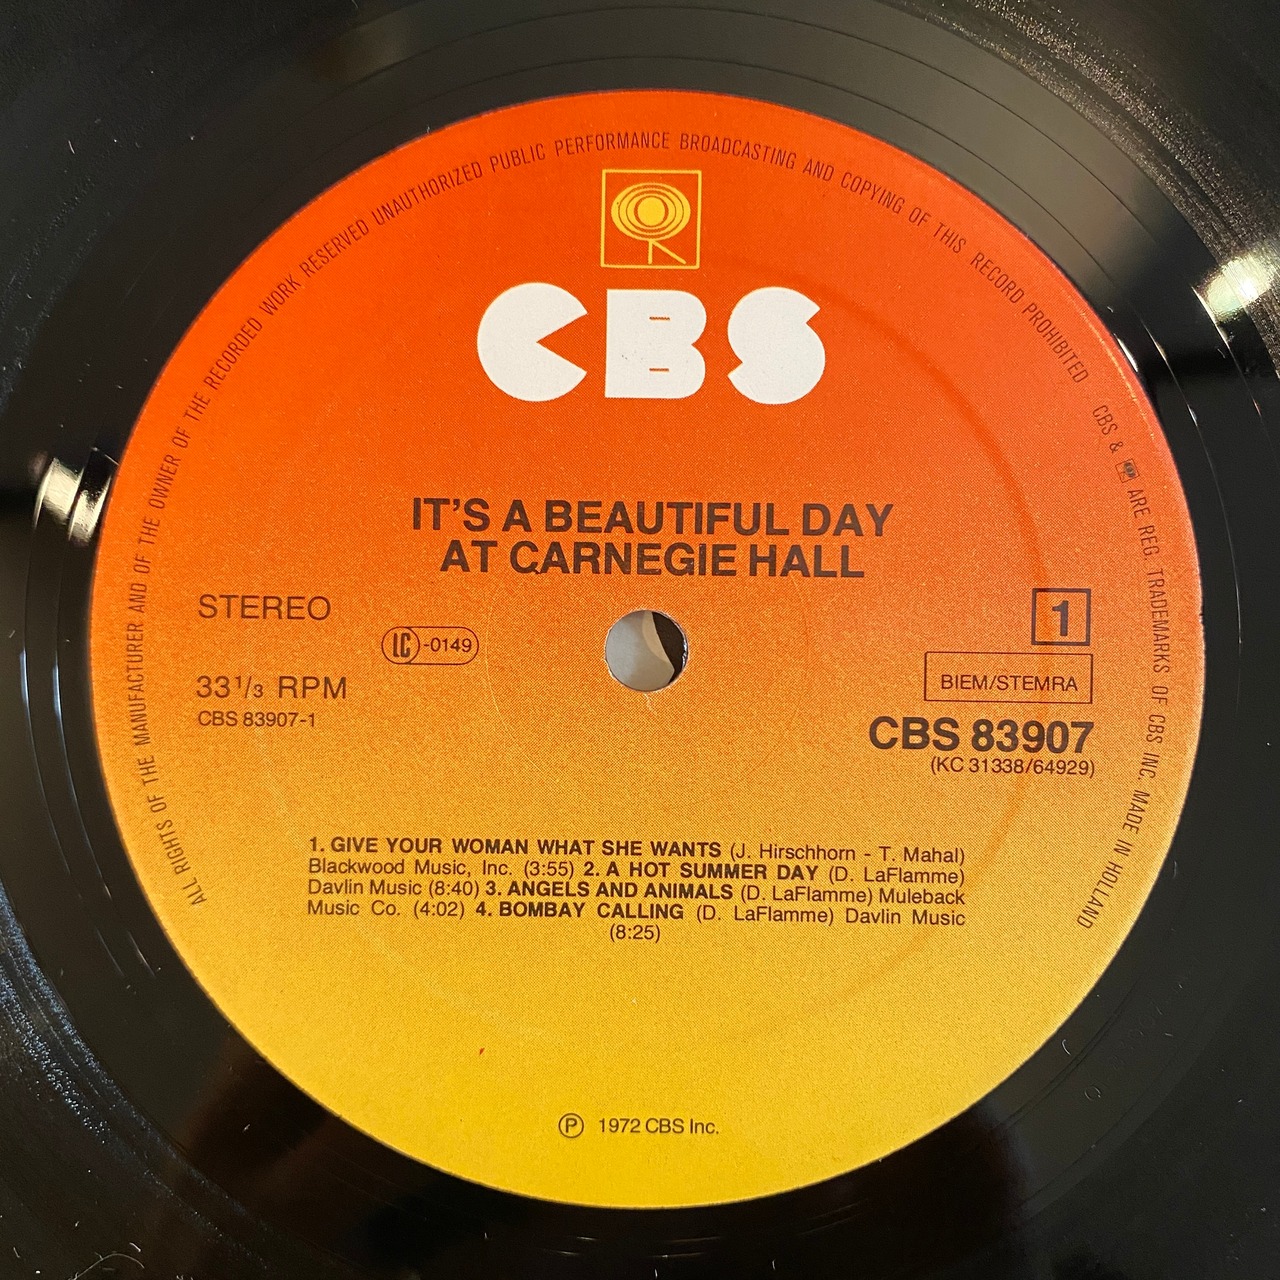 ALL RIGHTS OF THE MANUFACTURER AND OF THE OWNER OF THE RECORDED WORK RESERVED UNAUTHORIZED PUBLIC PERFORMANCE BROADCASTING AND COPYING OF THIS RECORD PROHIBITED CBS & ARE REG. TRADEMARKS OF CBS INC. MADE IN HOLLAND
CBS
IT'S A BEAUTIFUL DAY
AT CARNEGIE HALL
STEREO
LC-0149
33 1/3 RPM
CBS 83907-1
1
BIEM/STEMRA
CBS 83907
(KC 31338/64929)
1. GIVE YOUR WOMAN WHAT SHE WANTS (J. Hirschhorn - T. Mahal)
Blackwood Music, Inc. (3:55) 2. A HOT SUMMER DAY (D. LaFlamme)
Davlin Music (8:40) 3. ANGELS AND ANIMALS (D. LaFlamme) Muleback
Music Co. (4:02) 4. BOMBAY CALLING (D. LaFlamme) Davlin Music
(8:25)
℗ 1972 CBS Inc.